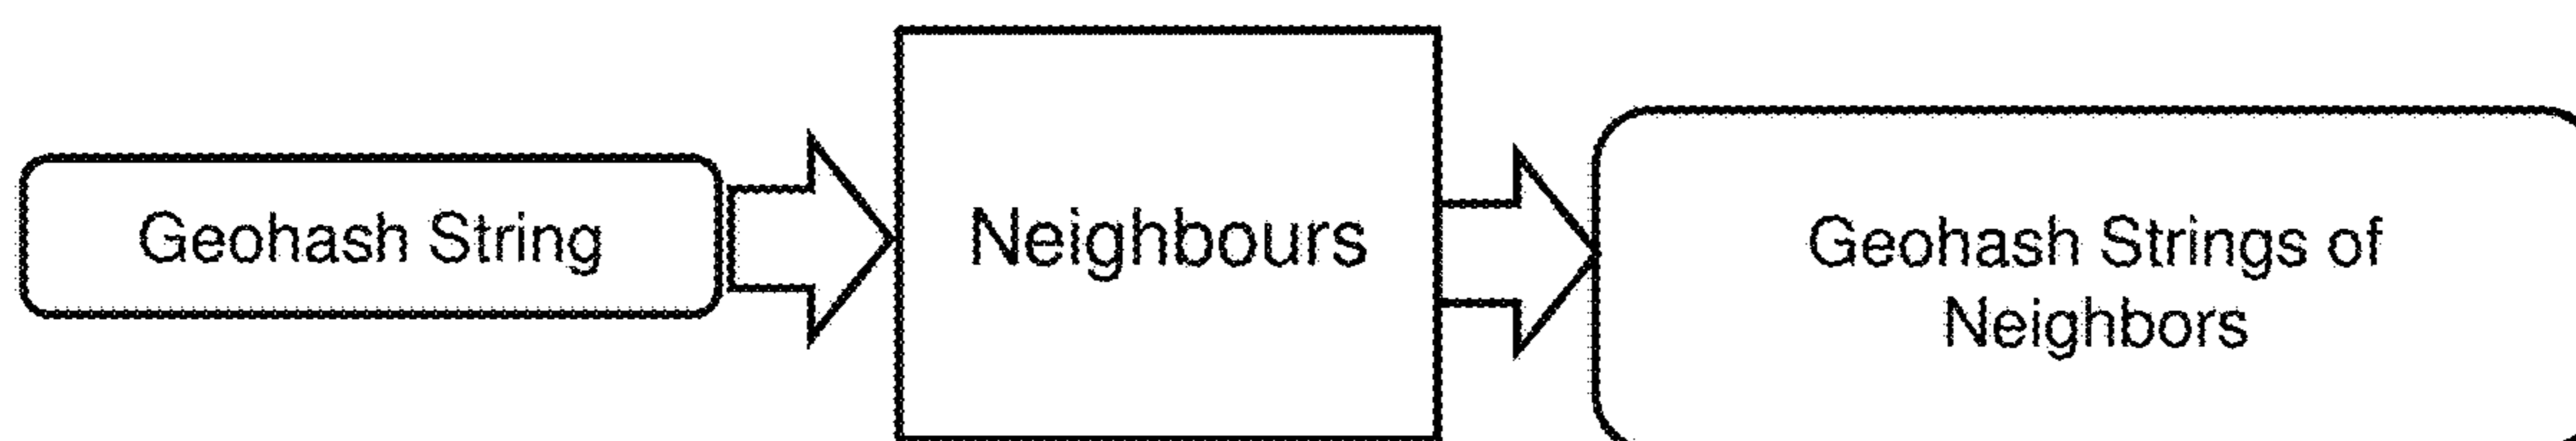 Geohash String
Neighbours
Geohash Strings of
Neighbors